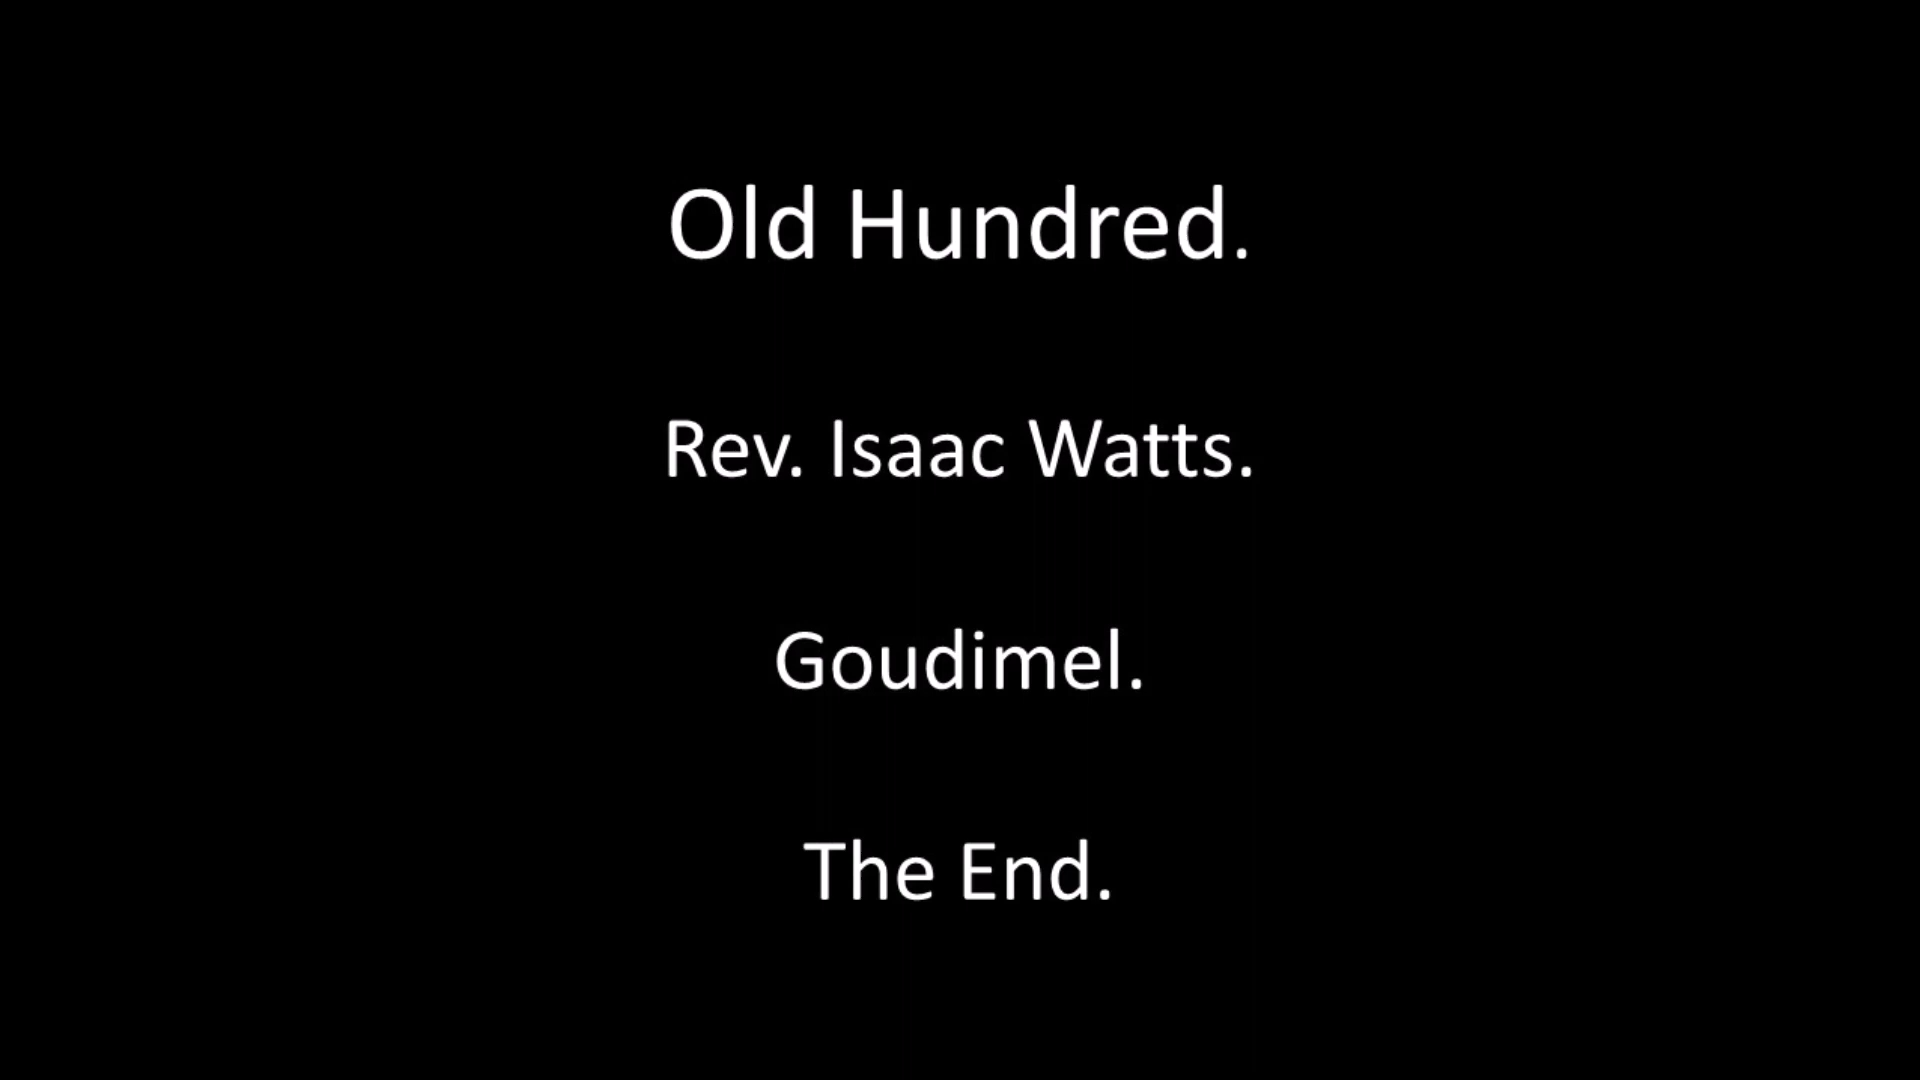 Old Hundred.
Rev. Isaac Watts.
Goudimel.
The End.